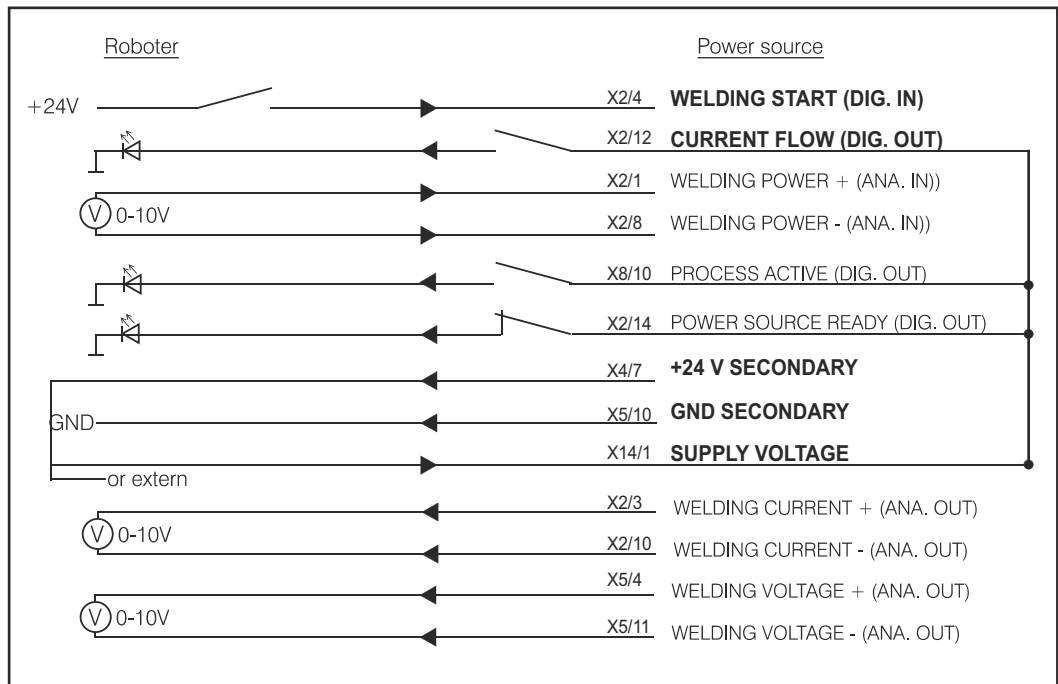 Roboter Power source
+24V X2/4 WELDING START (DIG. IN)
X2/12 CURRENT FLOW (DIG. OUT)
X2/1 WELDING POWER + (ANA. IN))
V 0-10V
X2/8 WELDING POWER - (ANA. IN))
X8/10 PROCESS ACTIVE (DIG. OUT)
X2/14 POWER SOURCE READY (DIG. OUT)
X4/7 +24 V SECONDARY
GND X5/10 GND SECONDARY
X14/1 SUPPLY VOLTAGE
or extern
X2/3 WELDING CURRENT + (ANA. OUT)
V 0-10V
X2/10 WELDING CURRENT - (ANA. OUT)
X5/4 WELDING VOLTAGE + (ANA. OUT)
V 0-10V
X5/11 WELDING VOLTAGE - (ANA. OUT)